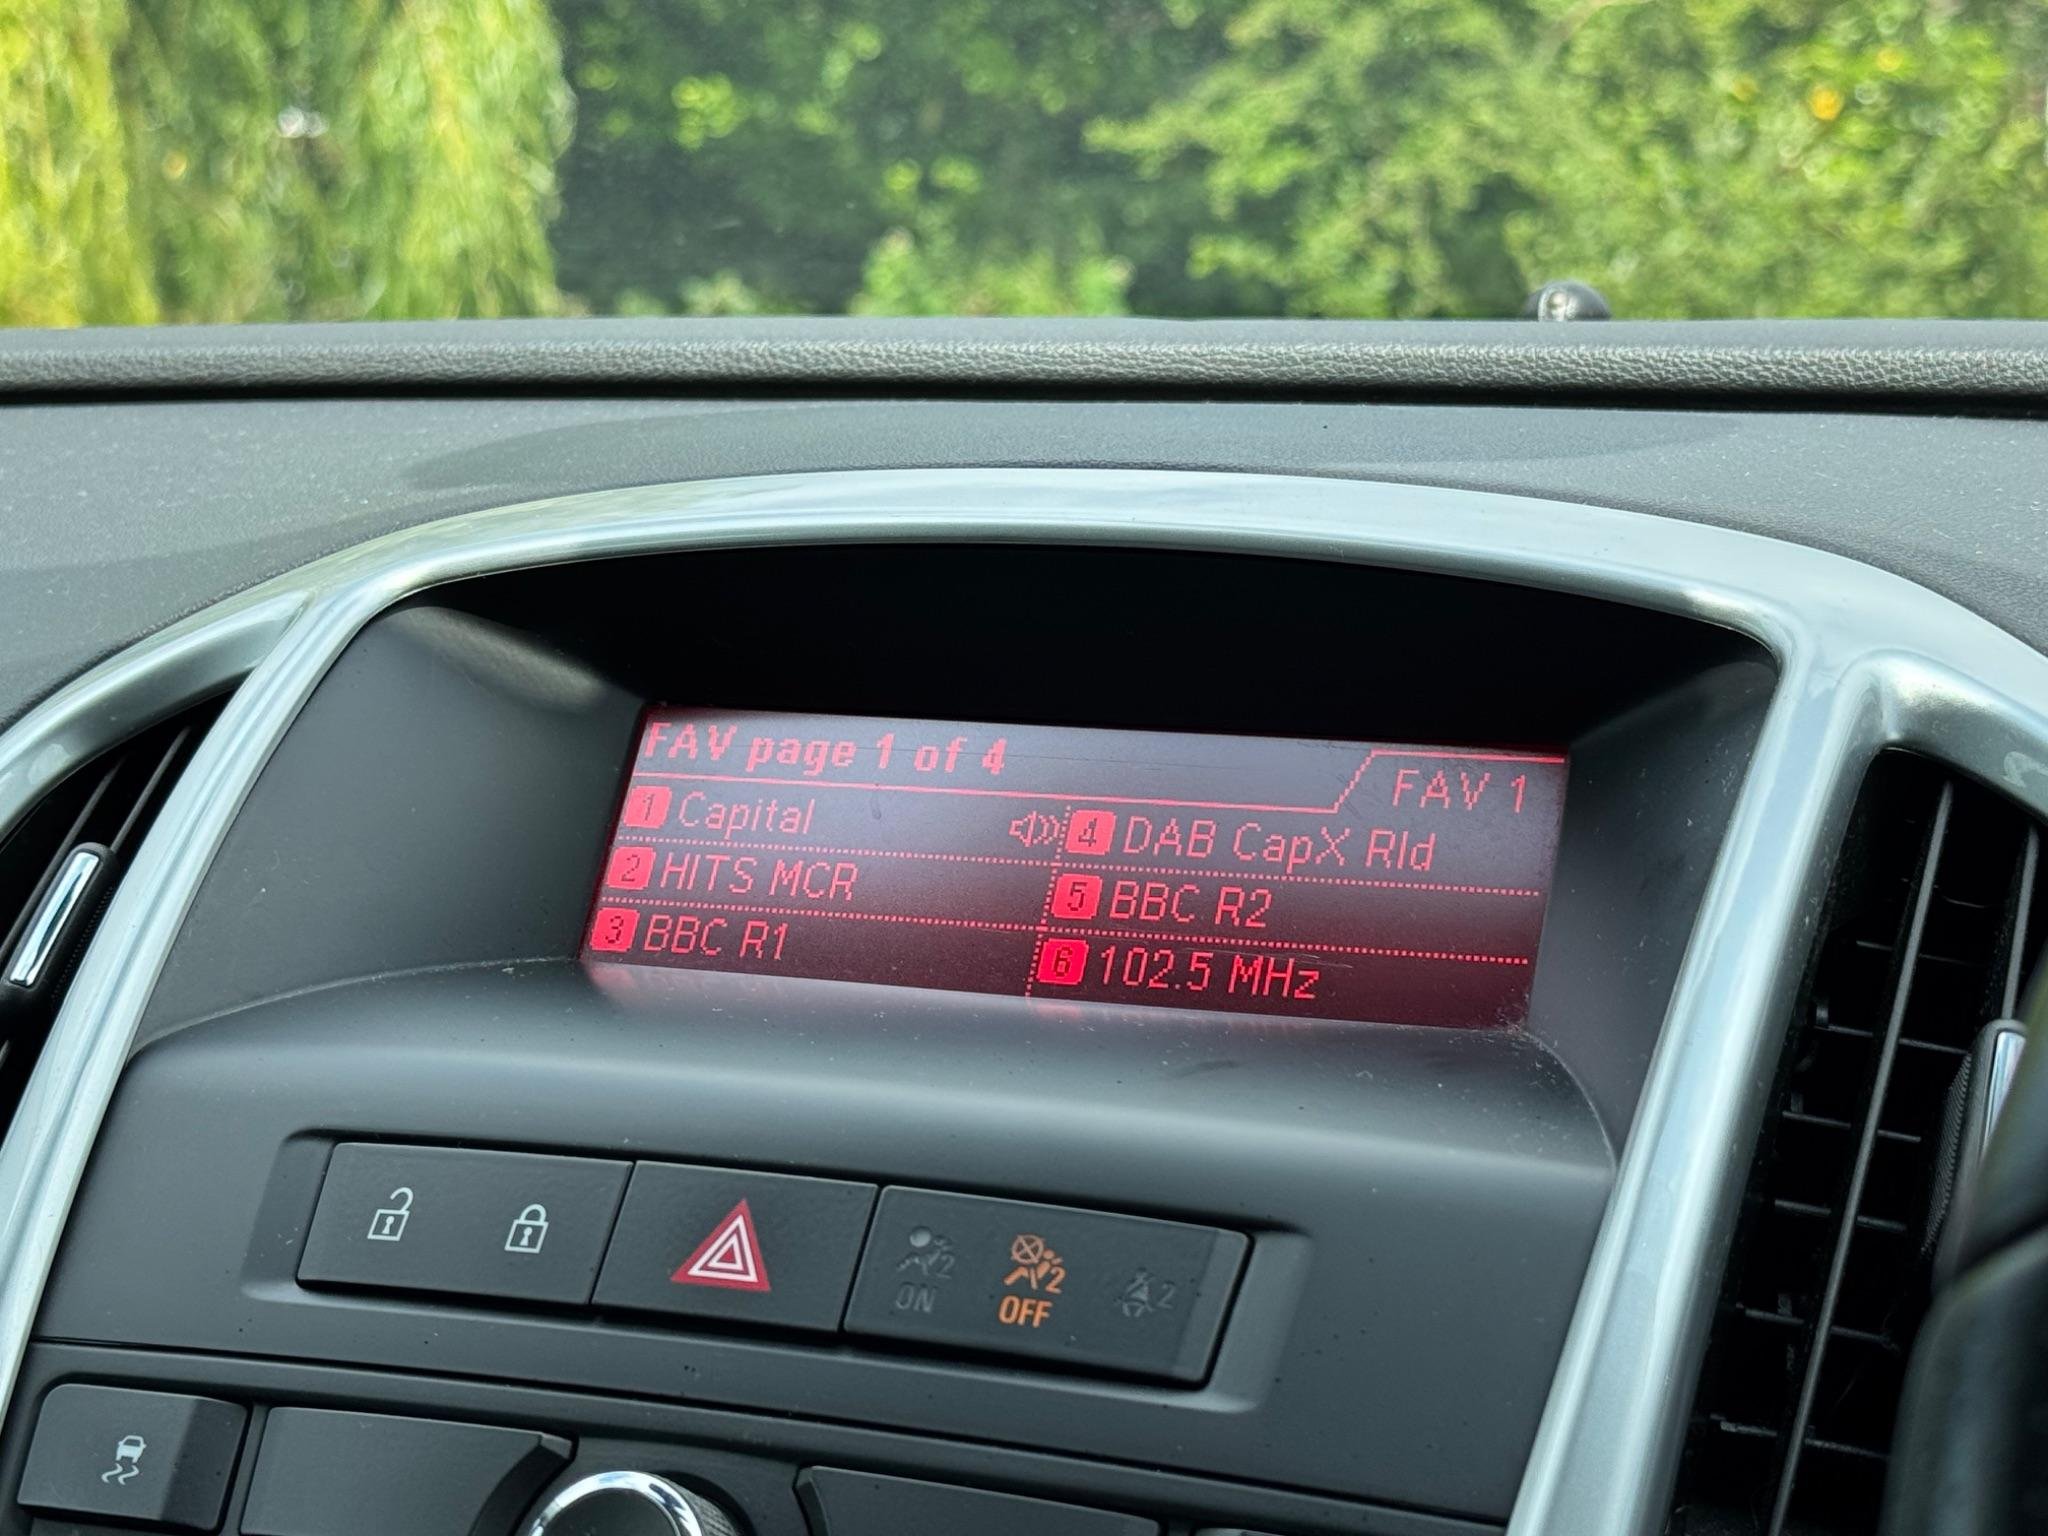 FAV page 1 of 4
FAV 1
1 Capital
4 DAB CapX Rld
2 HITS MCR
5 BBC R2
3 BBC R1
6 102.5 MHz
2 ON
2 OFF
2